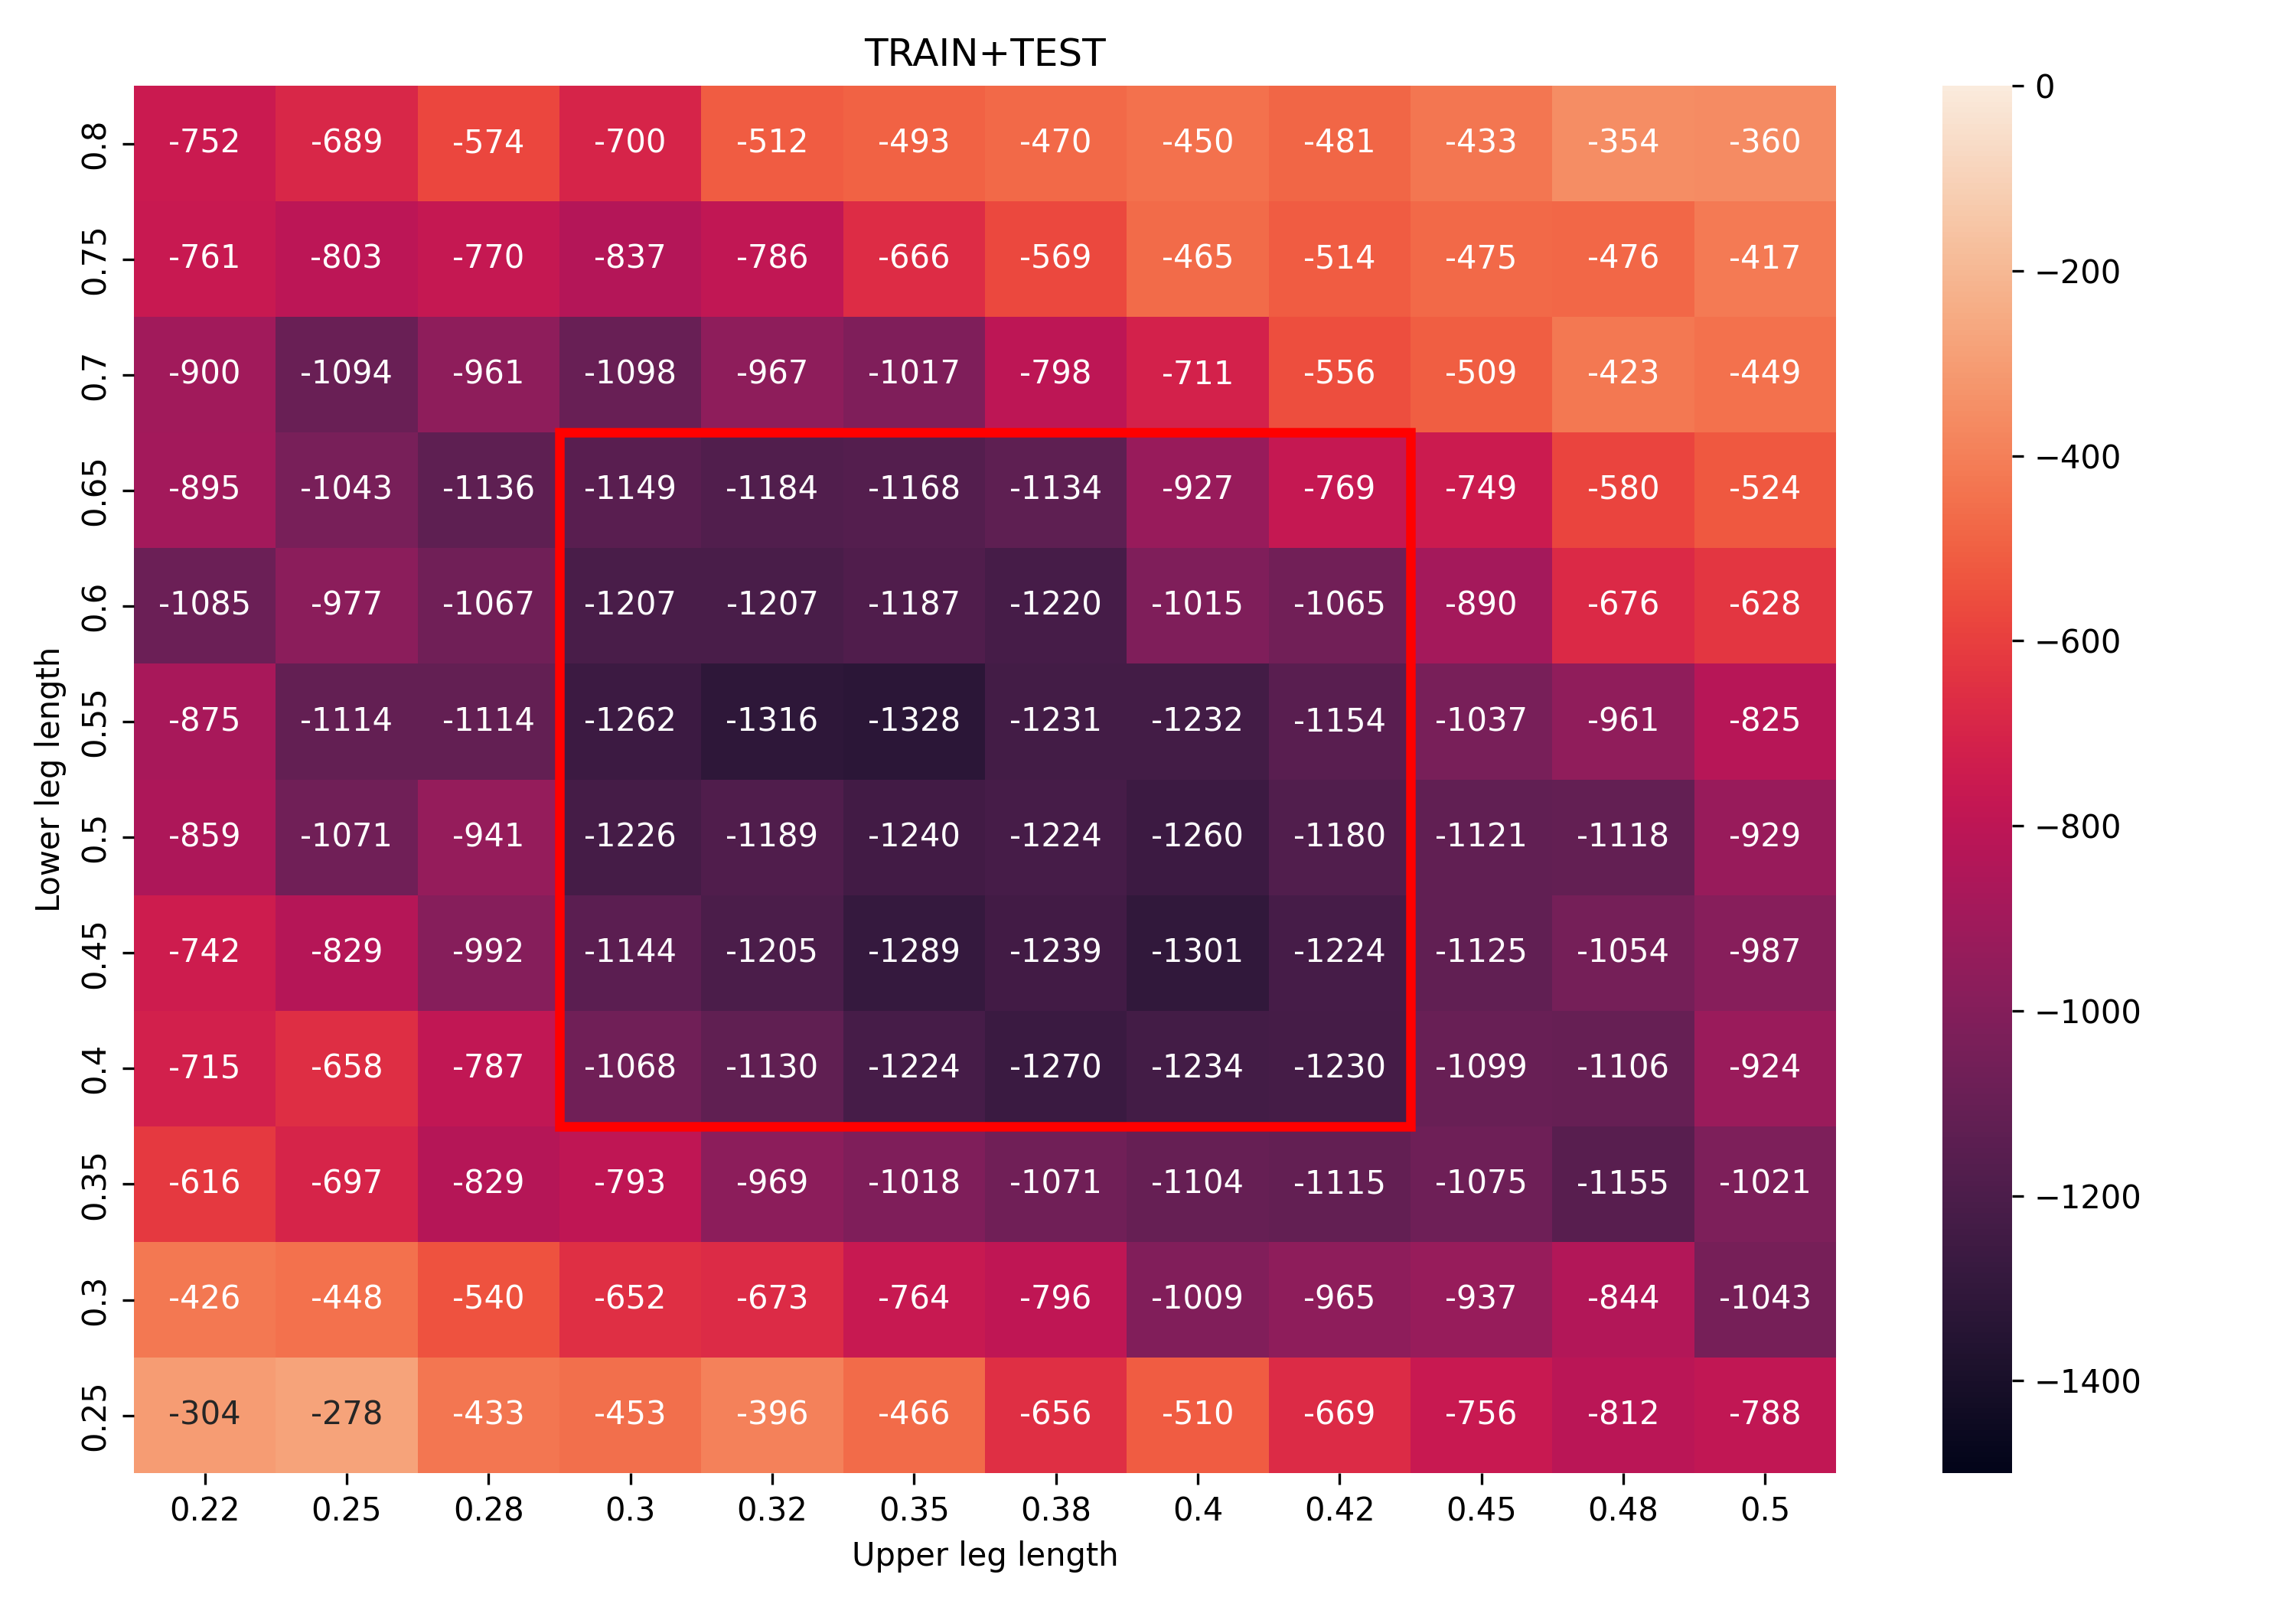 TRAIN+TEST
0.8 -752 -689 -574 -700 -512 -493 -470 -450 -481 -433 -354 -360
0.75 -761 -803 -770 -837 -786 -666 -569 -465 -514 -475 -476 -417
0.7 -900 -1094 -961 -1098 -967 -1017 -798 -711 -556 -509 -423 -449
0.65 -895 -1043 -1136 -1149 -1184 -1168 -1134 -927 -769 -749 -580 -524
0.6 -1085 -977 -1067 -1207 -1207 -1187 -1220 -1015 -1065 -890 -676 -628
0.55 -875 -1114 -1114 -1262 -1316 -1328 -1231 -1232 -1154 -1037 -961 -825
0.5 -859 -1071 -941 -1226 -1189 -1240 -1224 -1260 -1180 -1121 -1118 -929
0.45 -742 -829 -992 -1144 -1205 -1289 -1239 -1301 -1224 -1125 -1054 -987
0.4 -715 -658 -787 -1068 -1130 -1224 -1270 -1234 -1230 -1099 -1106 -924
0.35 -616 -697 -829 -793 -969 -1018 -1071 -1104 -1115 -1075 -1155 -1021
0.3 -426 -448 -540 -652 -673 -764 -796 -1009 -965 -937 -844 -1043
0.25 -304 -278 -433 -453 -396 -466 -656 -510 -669 -756 -812 -788
0.22 0.25 0.28 0.3 0.32 0.35 0.38 0.4 0.42 0.45 0.48 0.5
Upper leg length
Lower leg length
0
−200
−400
−600
−800
−1000
−1200
−1400